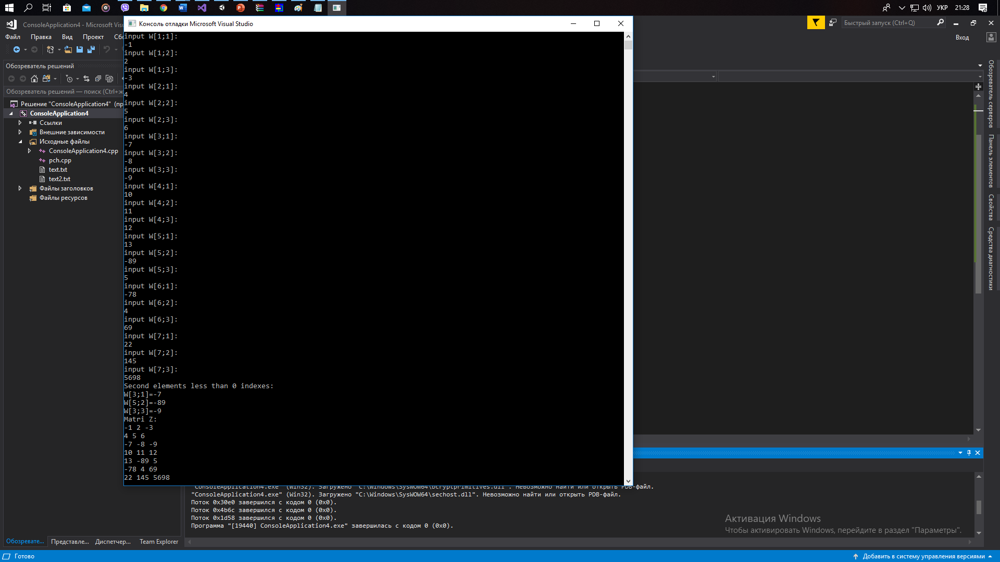 УКР
21:28
ConsoleApplication4 - Microsoft Visu
Консоль отладки Microsoft Visual Studio
Быстрый запуск (Ctrl+Q)
Файл Правка Вид Проект Сбо
Вход
Обозреватель решений
Обозреватель решений — поиск (Ctrl+ж
Решение "ConsoleApplication4" (пр
ConsoleApplication4
Ссылки
Внешние зависимости
Исходные файлы
ConsoleApplication4.cpp
pch.cpp
text.txt
text2.txt
Файлы заголовков
Файлы ресурсов
input W[1;1]:
-1
input W[1;2]:
2
input W[1;3]:
-3
input W[2;1]:
4
input W[2;2]:
5
input W[2;3]:
6
input W[3;1]:
-7
input W[3;2]:
-8
input W[3;3]:
-9
input W[4;1]:
10
input W[4;2]:
11
input W[4;3]:
12
input W[5;1]:
13
input W[5;2]:
-89
input W[5;3]:
5
input W[6;1]:
-78
input W[6;2]:
4
input W[6;3]:
69
input W[7;1]:
22
input W[7;2]:
145
input W[7;3]:
5698
Second elements less than 0 indexes:
W[3;1]=-7
W[5;2]=-89
W[3;3]=-9
Matri Z:
-1 2 -3
4 5 6
-7 -8 -9
10 11 12
13 -89 5
-78 4 69
22 145 5698
Обозреватель серверов
Панель элементов
Свойства
Средства диагностики
"ConsoleApplication4.exe" (Win32). Загружено "C:\Windows\SysWOW64\bcryptprimitives.dll". Невозможно найти или открыть PDB-файл.
"ConsoleApplication4.exe" (Win32). Загружено "C:\Windows\SysWOW64\sechost.dll". Невозможно найти или открыть PDB-файл.
Поток 0x30e0 завершился с кодом 0 (0x0).
Поток 0x4b6c завершился с кодом 0 (0x0).
Поток 0x1d58 завершился с кодом 0 (0x0).
Программа "[19440] ConsoleApplication4.exe" завершилась с кодом 0 (0x0).
Активация Windows
Чтобы активировать Windows, перейдите в раздел "Параметры".
Обозревате... Представле... Диспетчер... Team Explorer
Готово
Добавить в систему управления версиями